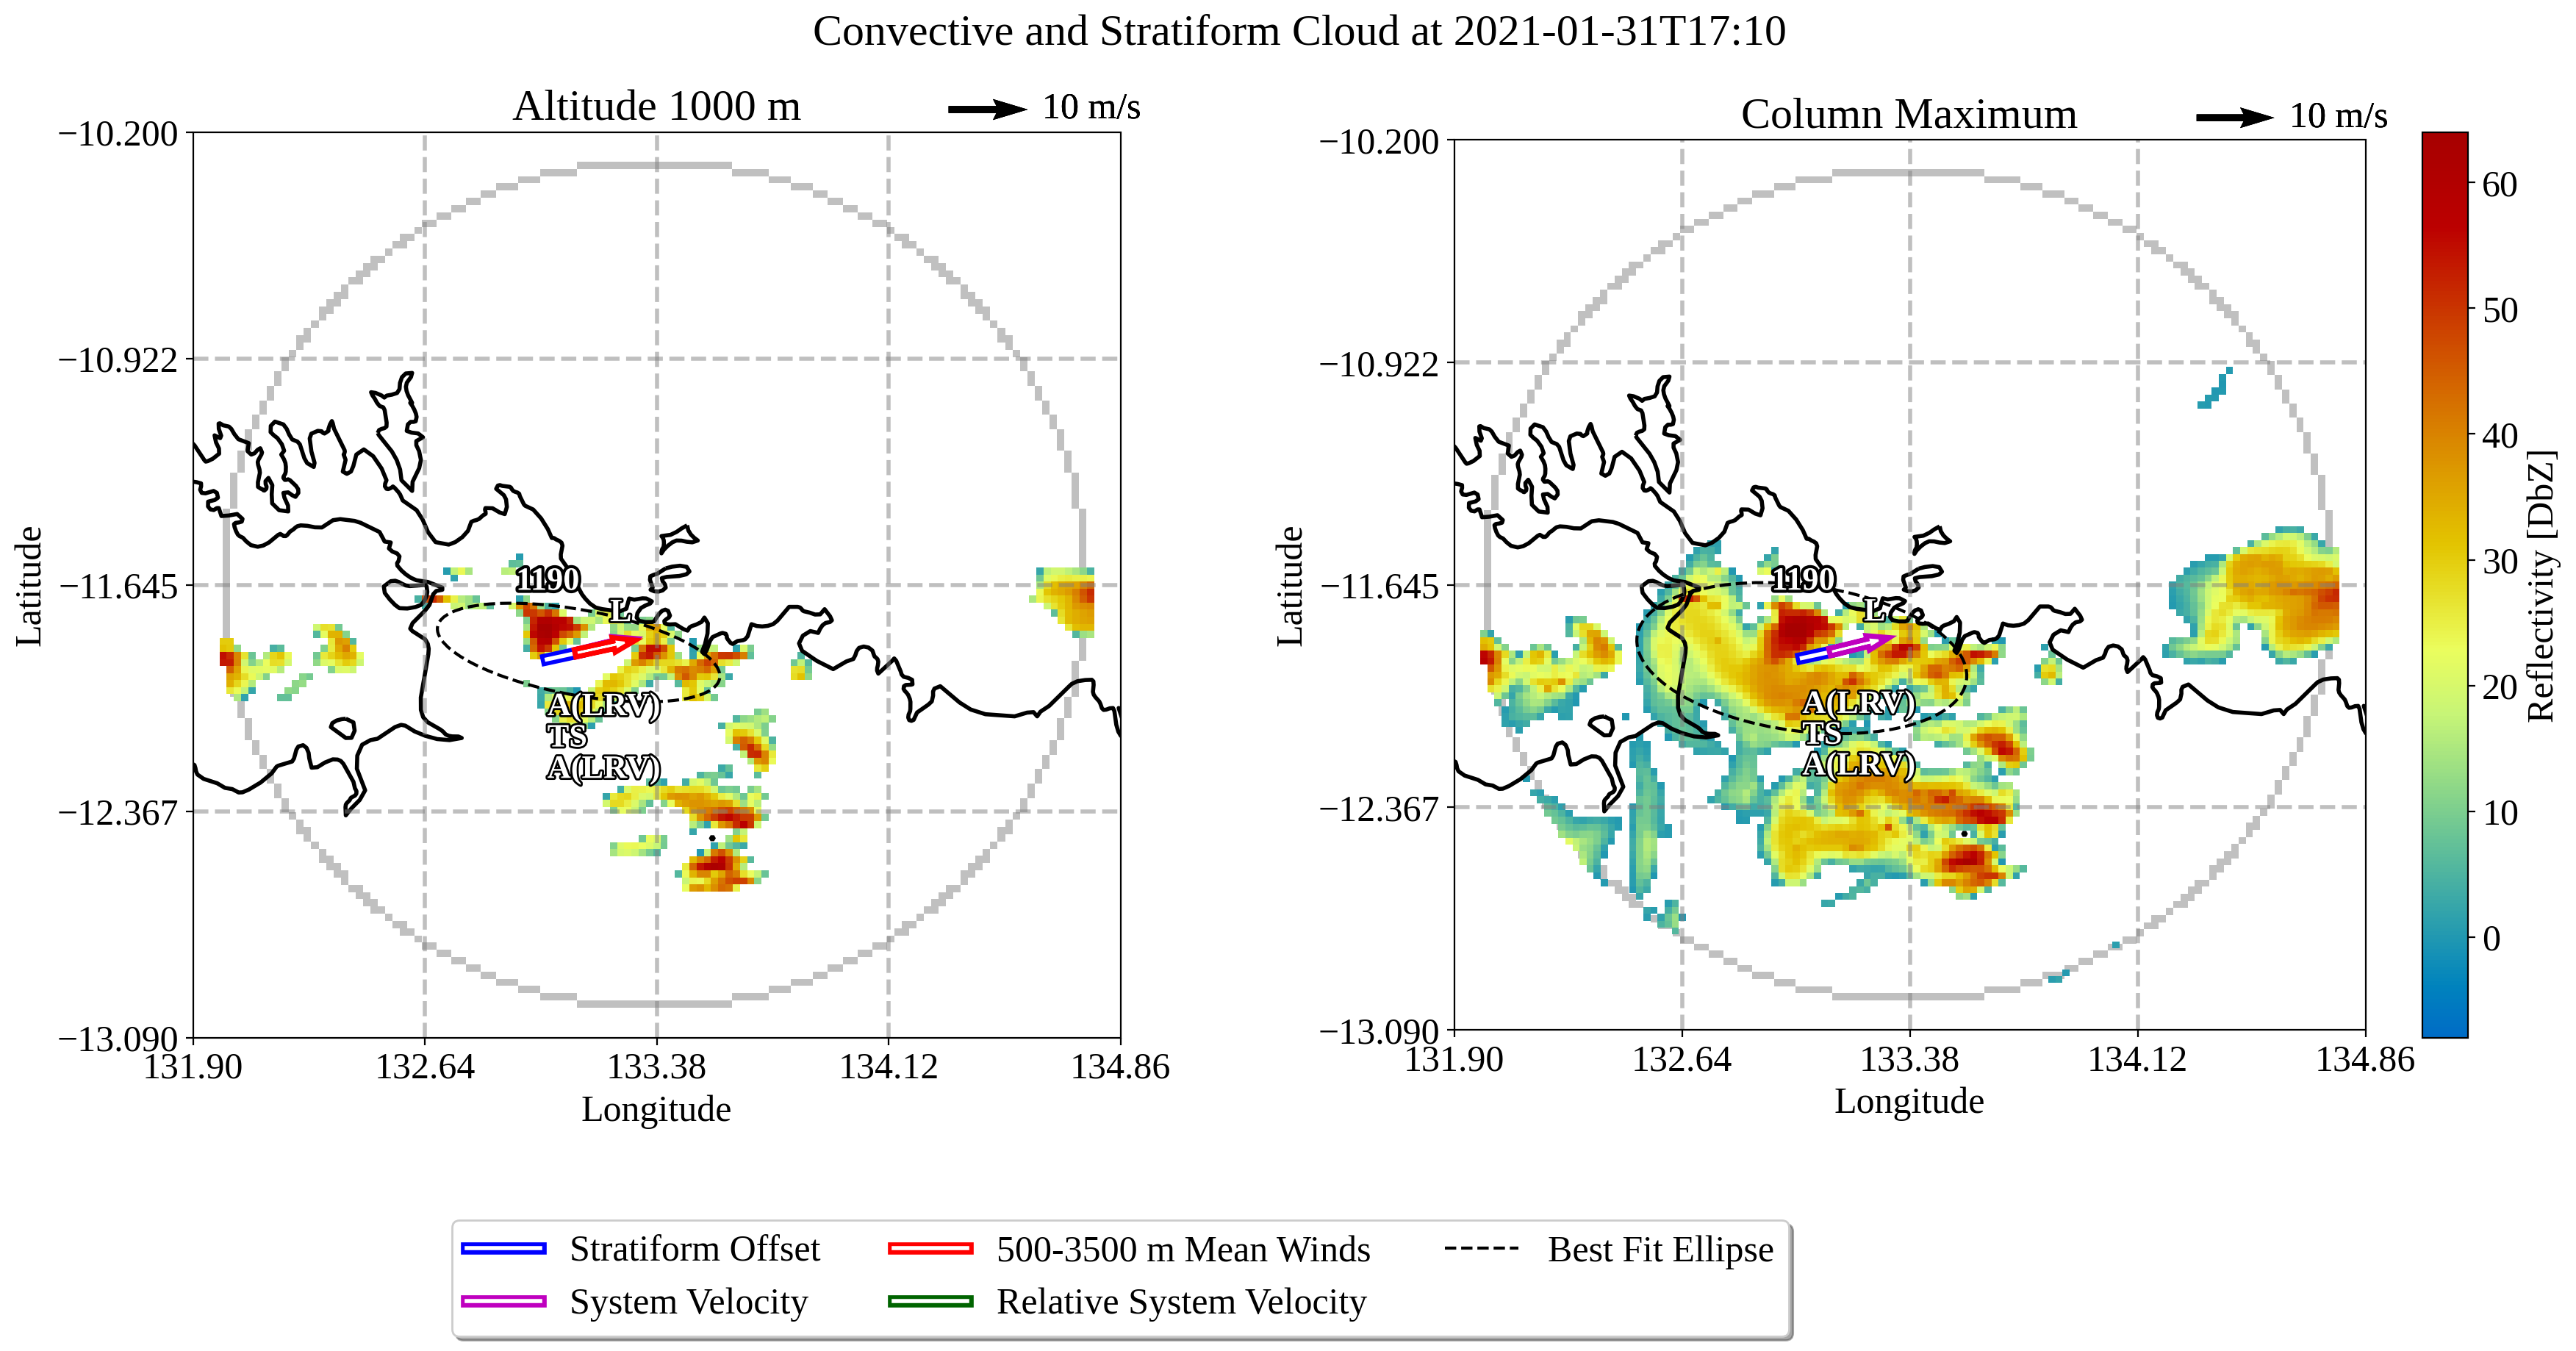 Convective and Stratiform Cloud at 2021-01-31T17:10
Altitude 1000 m
10 m/s
−10.200
−10.922
−11.645
−12.367
−13.090
131.90
132.64
133.38
134.12
134.86
Latitude
Longitude
1190
L
A(LRV)
TS
A(LRV)
Column Maximum
10 m/s
−10.200
−10.922
−11.645
−12.367
−13.090
131.90
132.64
133.38
134.12
134.86
Latitude
Longitude
1190
L
A(LRV)
TS
A(LRV)
60
50
40
30
20
10
0
Reflectivity [DbZ]
Stratiform Offset
500-3500 m Mean Winds
Best Fit Ellipse
System Velocity
Relative System Velocity